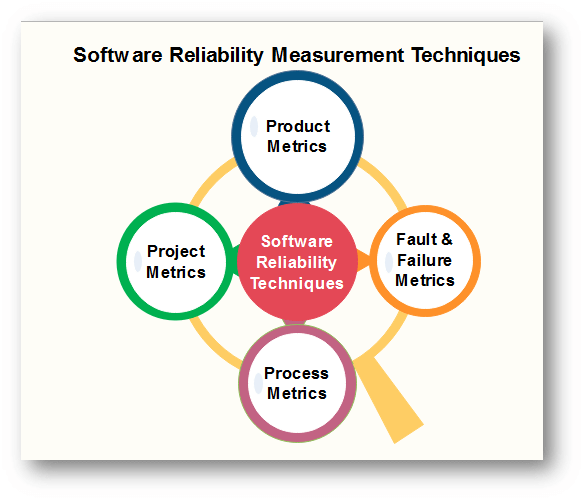 Software Reliability Measurement Techniques
Product
Metrics
Project
Metrics
Software
Reliability
Techniques
Fault &
Failure
Metrics
Process
Metrics